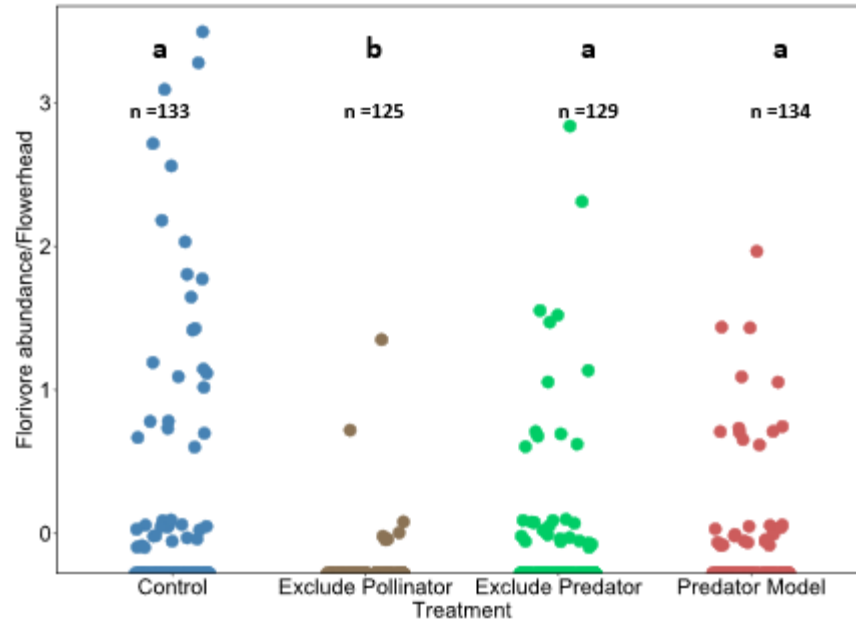 a b a a
n =133 n =125 n =129 n =134
3
2
1
0
Florivore abundance/Flowerhead
Control Exclude Pollinator Exclude Predator Predator Model
Treatment